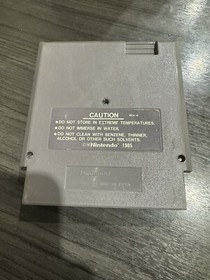 CAUTION
●DO NOT STORE IN EXTREME TEMPERATURES.
●DO NOT IMMERSE IN WATER.
●DO NOT CLEAN WITH BENZENE, THINNER,
ALCOHOL OR OTHER SUCH SOLVENTS.
©Nintendo 1985